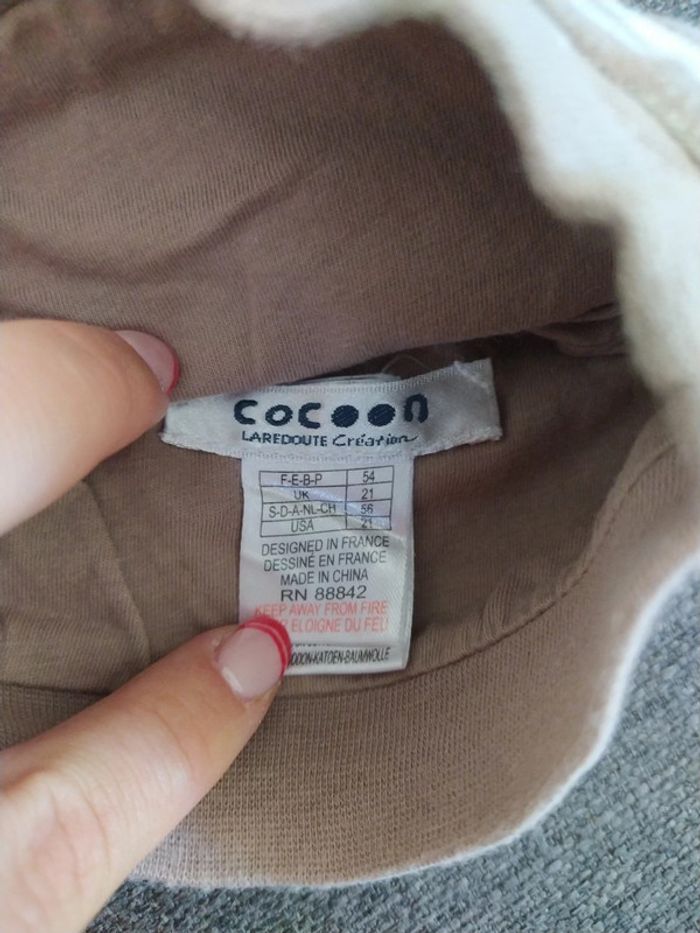 COCOON
LAREDOUTE Création
F-E-B-P 54
UK 21
S-D-A-NL-CH 56
USA 21
DESIGNED IN FRANCE
DESSINÉ EN FRANCE
MADE IN CHINA
RN 88842
KEEP AWAY FROM FIRE
ELOIGNE DU FEU
KATOEN-BAUMWOLLE